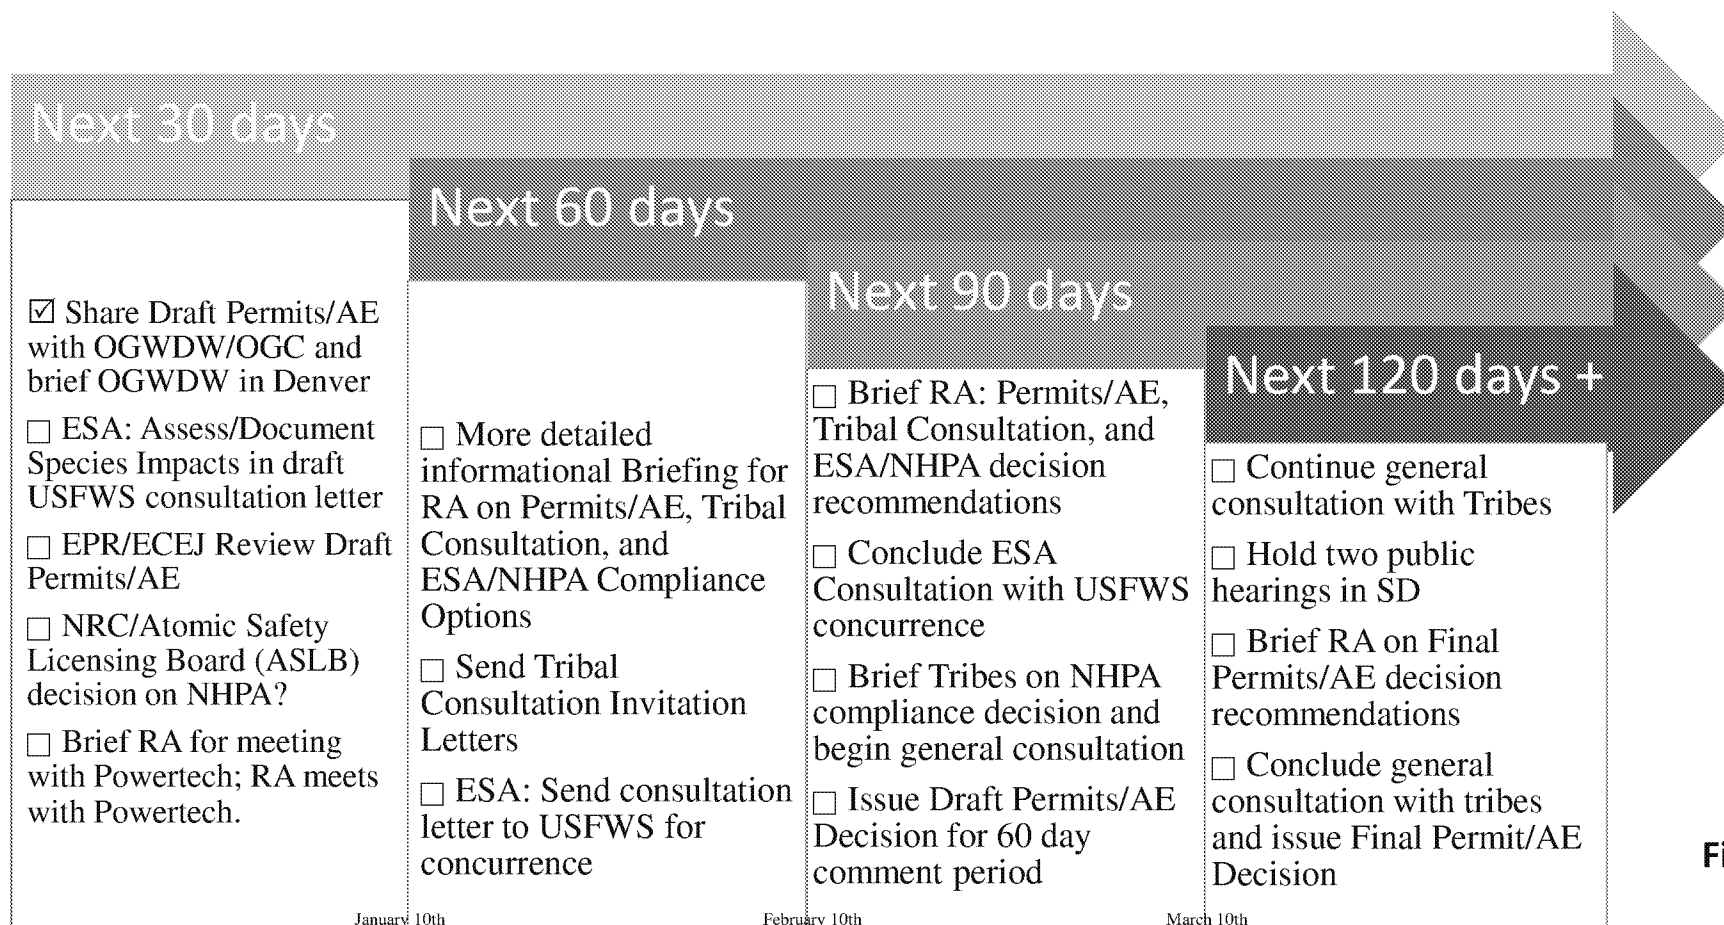 Next 30 days
☑ Share Draft Permits/AE
with OGWDW/OGC and
brief OGWDW in Denver
☐ ESA: Assess/Document
Species Impacts in draft
USFWS consultation letter
☐ EPR/ECEJ Review Draft
Permits/AE
☐ NRC/Atomic Safety
Licensing Board (ASLB)
decision on NHPA?
☐ Brief RA for meeting
with Powertech; RA meets
with Powertech.
Next 60 days
☐ More detailed
informational Briefing for
RA on Permits/AE, Tribal
Consultation, and
ESA/NHPA Compliance
Options
☐ Send Tribal
Consultation Invitation
Letters
☐ ESA: Send consultation
letter to USFWS for
concurrence
Next 90 days
☐ Brief RA: Permits/AE,
Tribal Consultation, and
ESA/NHPA decision
recommendations
☐ Conclude ESA
Consultation with USFWS
concurrence
☐ Brief Tribes on NHPA
compliance decision and
begin general consultation
☐ Issue Draft Permits/AE
Decision for 60 day
comment period
Next 120 days +
☐ Continue general
consultation with Tribes
☐ Hold two public
hearings in SD
☐ Brief RA on Final
Permits/AE decision
recommendations
☐ Conclude general
consultation with tribes
and issue Final Permit/AE
Decision
January 10th
February 10th
March 10th